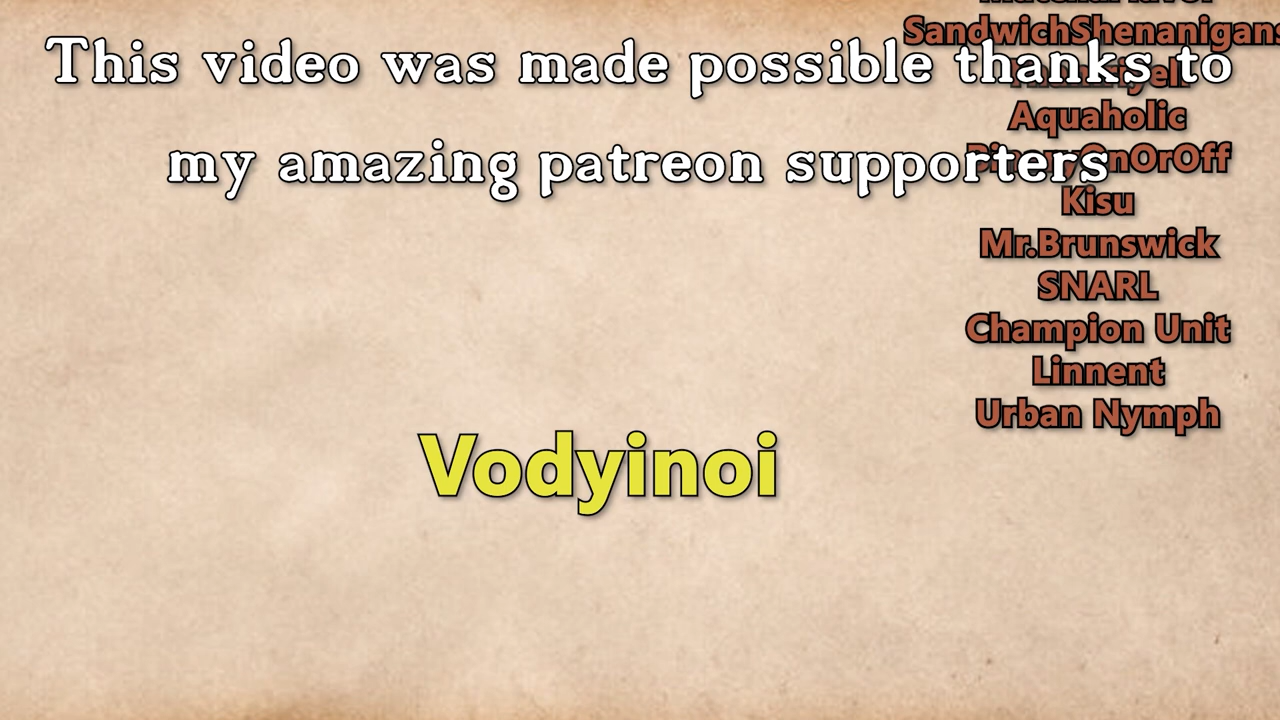 This video was made possible thanks to
my amazing patreon supporters
SandwichShenanigans
Aquaholic
Kisu
Mr.Brunswick
SNARL
Champion Unit
Linnent
Urban Nymph
Vodyinoi